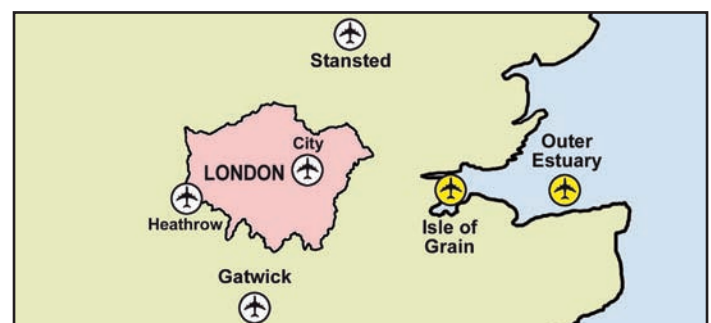 Stansted
City
LONDON
Heathrow
Gatwick
Outer
Estuary
Isle of
Grain